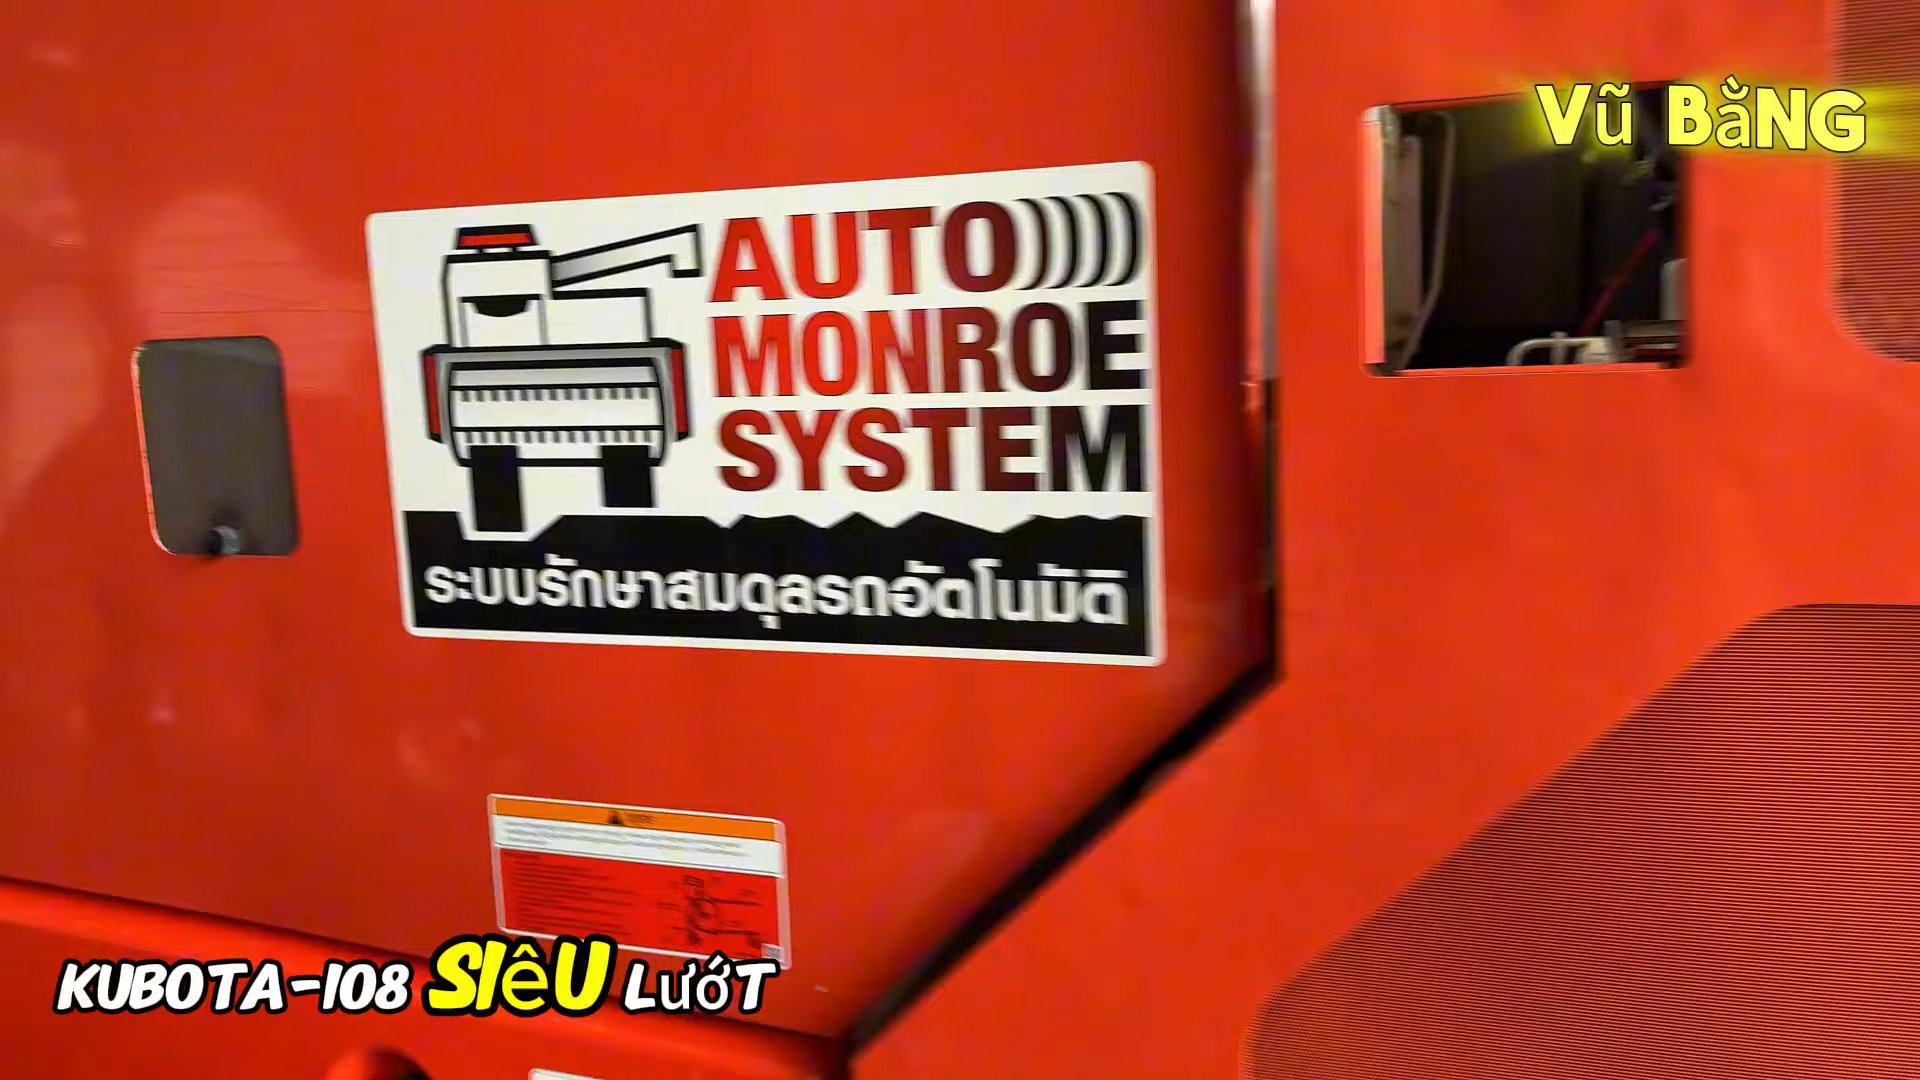 Vũ BằNG
AUTO
MONROE
SYSTEM
ระบบรักษาสมดุลรถอัตโนมัติ
KUBOTA-108 SIêU LướT